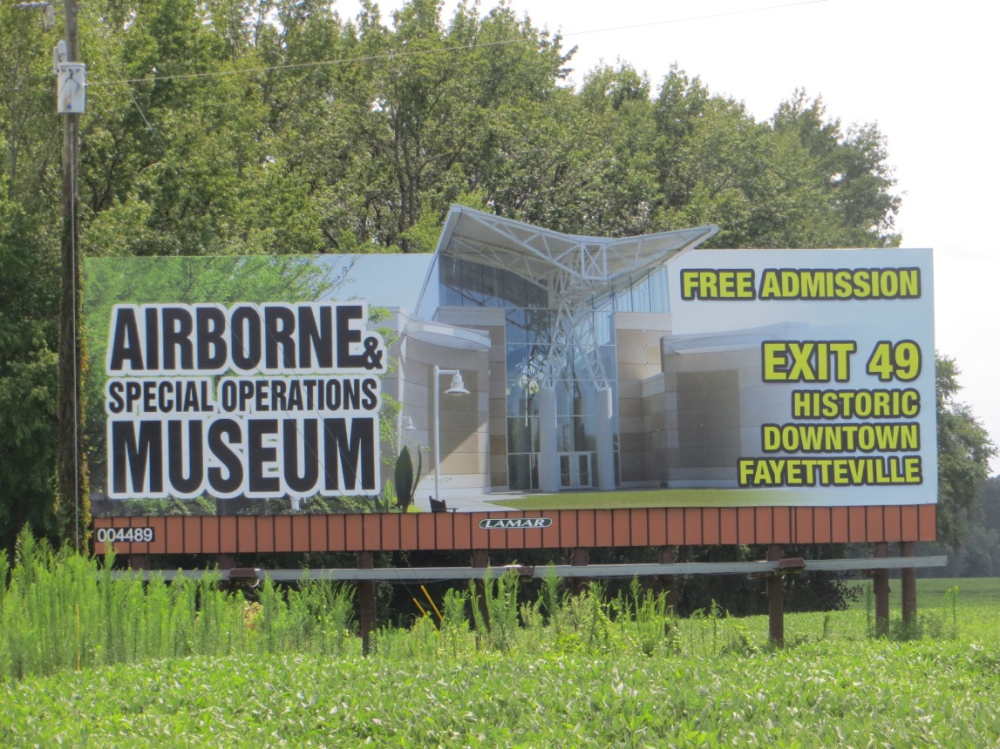 AIRBORNE &
SPECIAL OPERATIONS
MUSEUM
FREE ADMISSION
EXIT 49
HISTORIC
DOWNTOWN
FAYETTEVILLE
004489
LAMAR